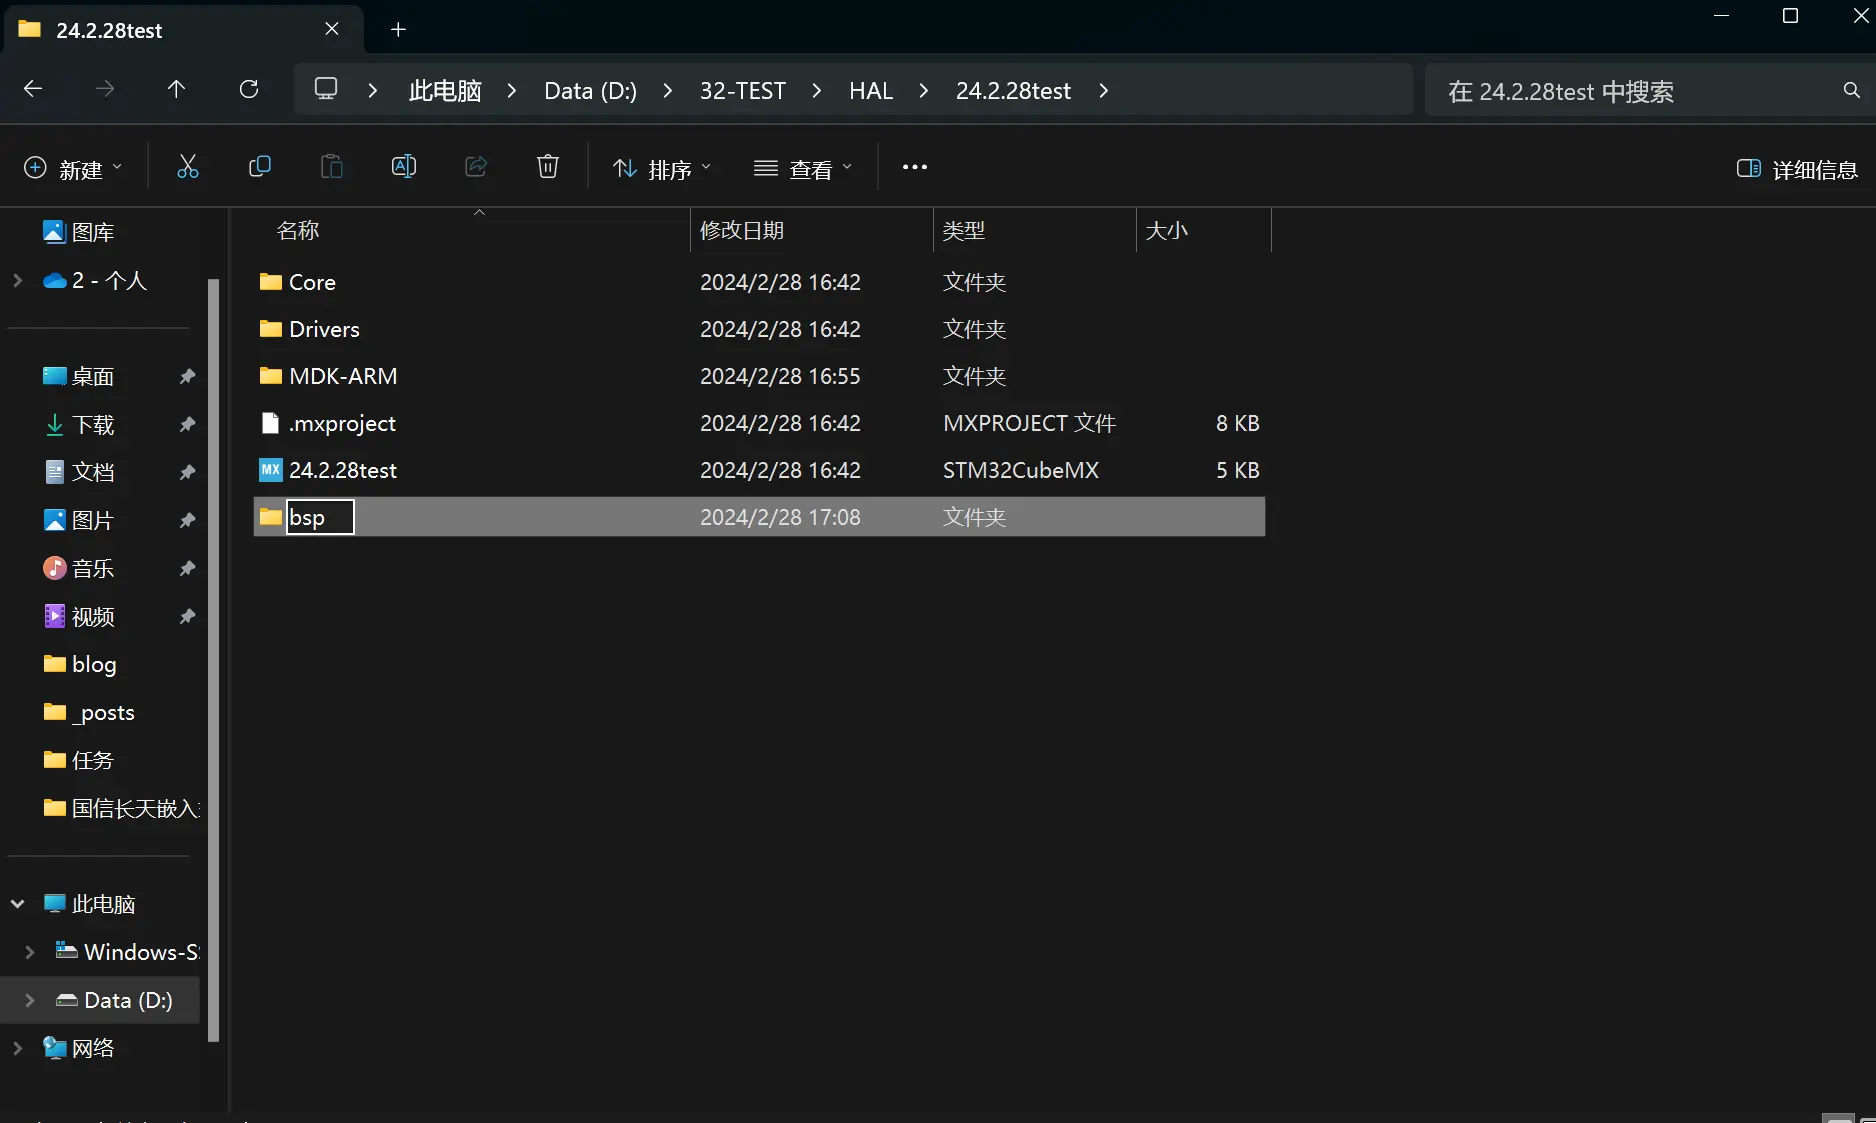 24.2.28test
此电脑 Data (D:) 32-TEST HAL 24.2.28test
在 24.2.28test 中搜索
新建 排序 查看 详细信息
名称 修改日期 类型 大小
Core 2024/2/28 16:42 文件夹
Drivers 2024/2/28 16:42 文件夹
MDK-ARM 2024/2/28 16:55 文件夹
.mxproject 2024/2/28 16:42 MXPROJECT 文件 8 KB
MX 24.2.28test 2024/2/28 16:42 STM32CubeMX 5 KB
bsp 2024/2/28 17:08 文件夹
图库
2 - 个人
桌面
下载
文档
图片
音乐
视频
blog
_posts
任务
国信长天嵌入
此电脑
Windows-S
Data (D:)
网络